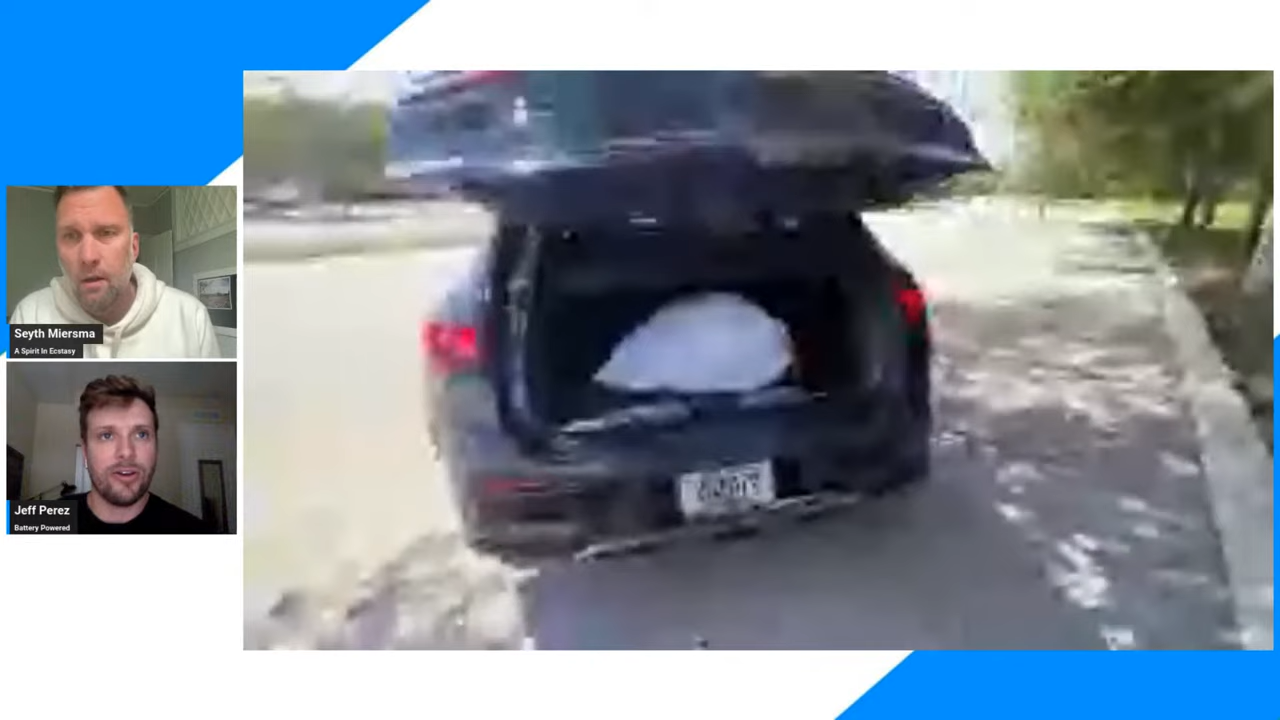 Seyth Miersma
A Spirit In Ecstasy
Jeff Perez
Battery Powered